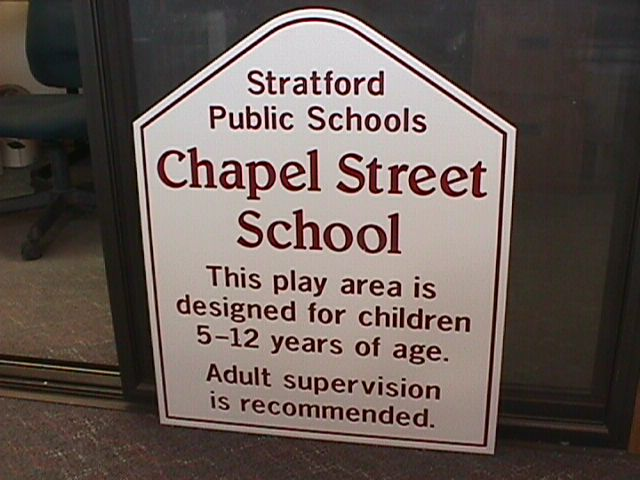 Stratford
Public Schools
Chapel Street
School
This play area is
designed for children
5-12 years of age.
Adult supervision
is recommended.